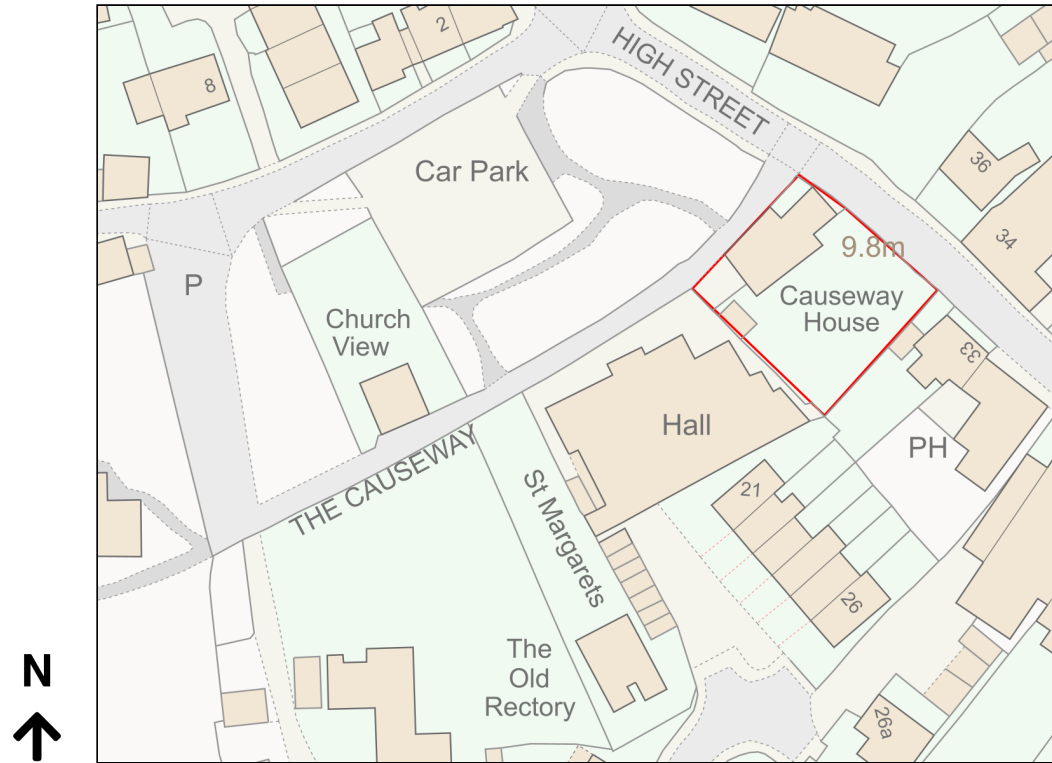 2
8
HIGH STREET
Car Park
36
34
9.8m
P
Causeway
House
Church
View
33
Hall
PH
THE CAUSEWAY
21
St Margarets
26
The
Old
Rectory
26a
N